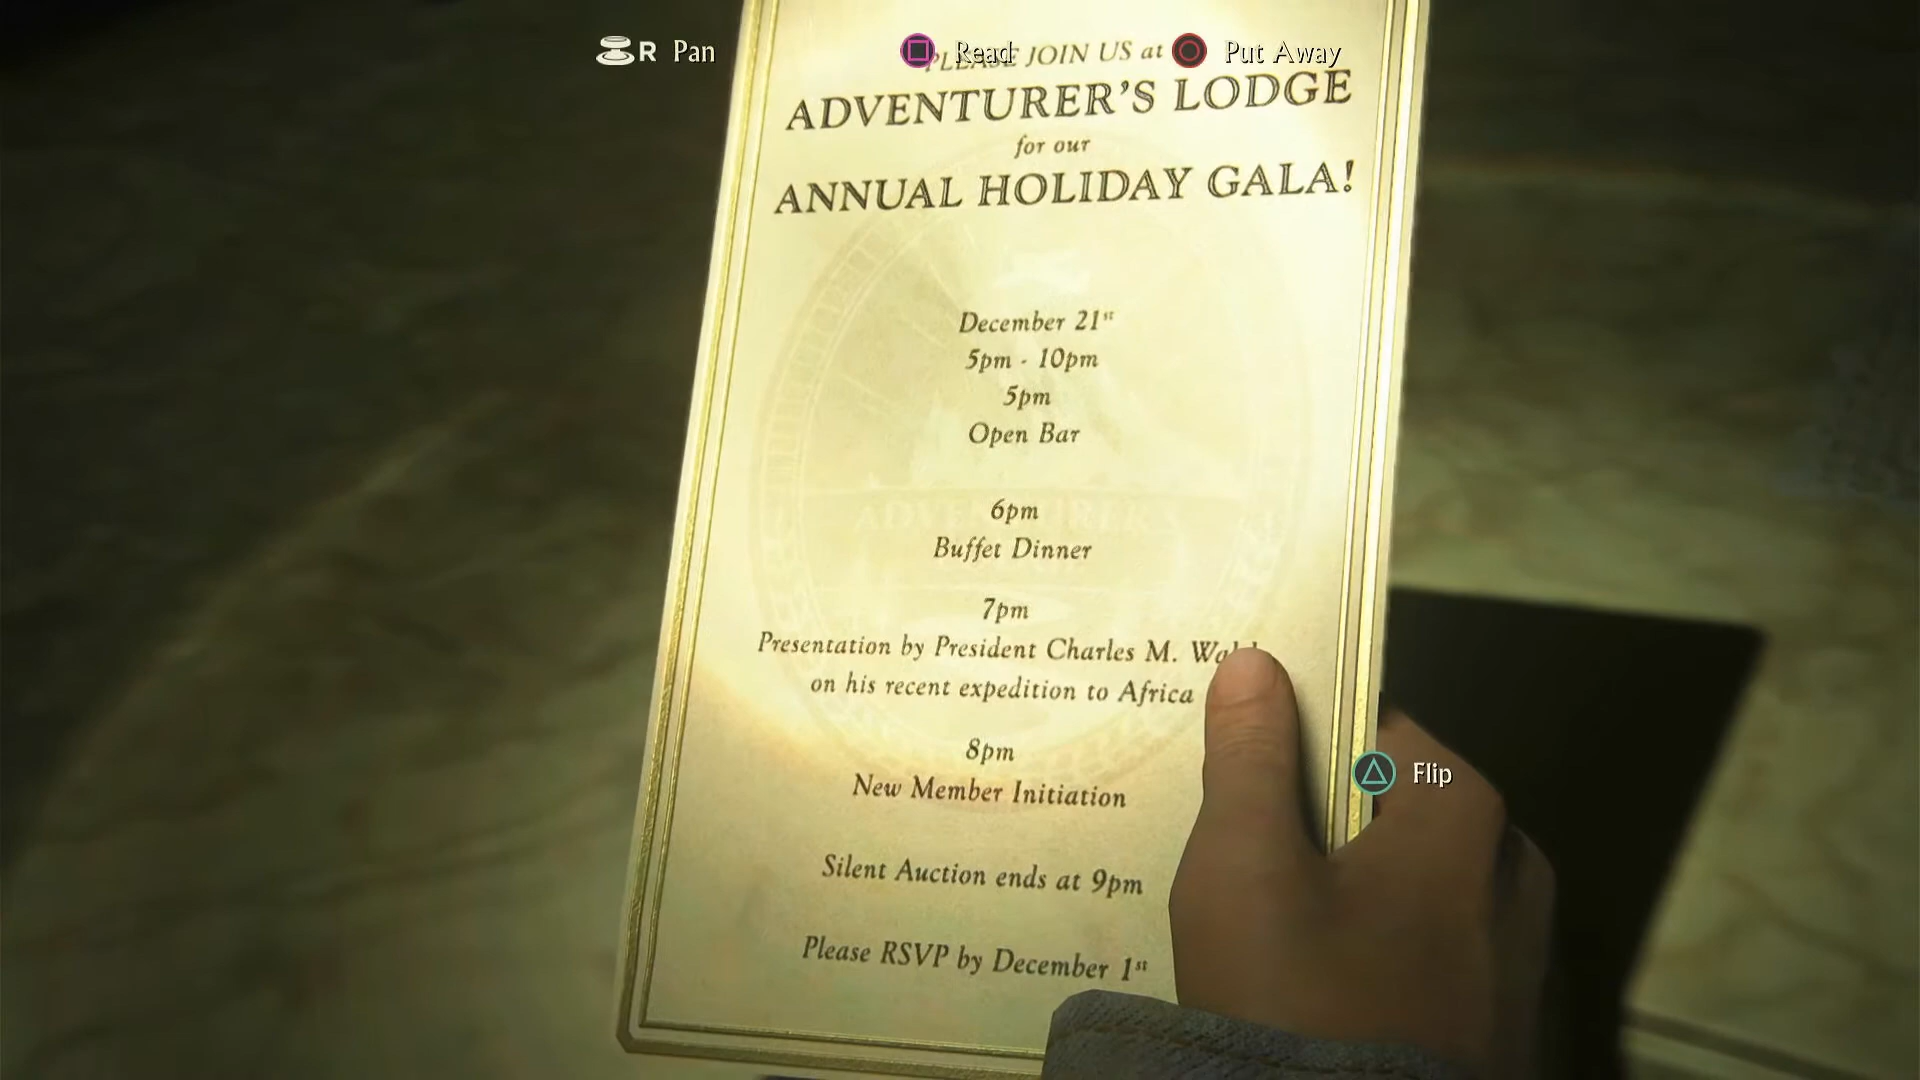 R Pan
Read
Put Away
PLEASE JOIN US at
ADVENTURER'S LODGE
for our
ANNUAL HOLIDAY GALA!
December 21st
5pm - 10pm
5pm
Open Bar
6pm
Buffet Dinner
7pm
Presentation by President Charles M.
on his recent expedition to Africa
8pm
New Member Initiation
Flip
Silent Auction ends at 9pm
Please RSVP by December 1st